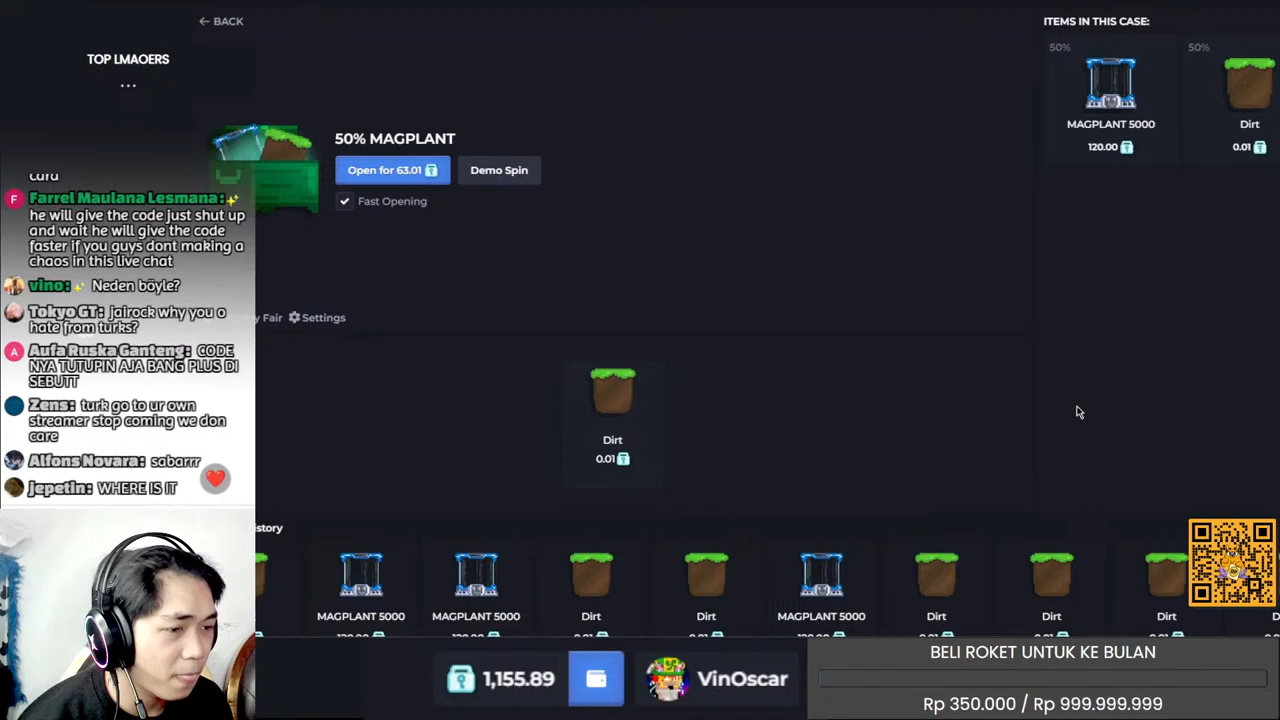 BACK
ITEMS IN THIS CASE:
TOP LMAOERS
...
50%
MAGPLANT 5000
120.00
50%
Dirt
0.01
50% MAGPLANT
Open for 63.01
Demo Spin
Fast Opening
y Fair
Settings
F
Farrel Maulana Lesmana:
he will give the code just shut up
and wait he will give the code
faster if you guys dont making a
chaos in this live chat
vino: Neden böyle?
Tokyo GT: jairock why you o
hate from turks?
A
Aufa Ruska Ganteng: CODE
NYA TUTUPIN AJA BANG PLUS DI
SEBUTT
Zens: turk go to ur own
streamer stop coming we don
care
Alfons Novara: sabarrr
jepetin: WHERE IS IT
Dirt
0.01
istory
MAGPLANT 5000
MAGPLANT 5000
Dirt
Dirt
MAGPLANT 5000
Dirt
Dirt
Dirt
1,155.89
VinOscar
BELI ROKET UNTUK KE BULAN
Rp 350.000 / Rp 999.999.999